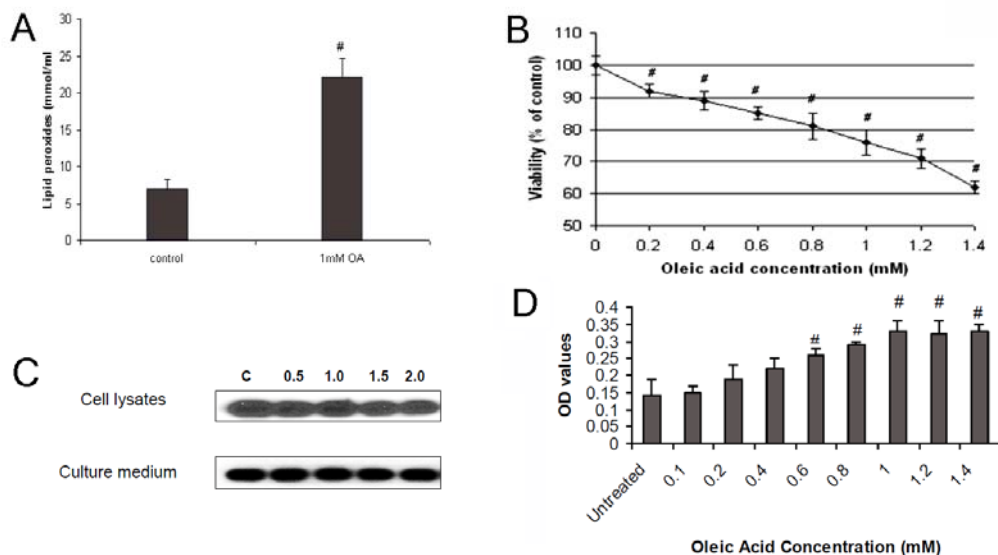 A
Lipid peroxides (mmol/ml)
30
25
20
15
10
5
0
#
control
1mM OA
B
Viability (% of control)
100
90
80
70
60
50
# # # # # # #
0 0.2 0.4 0.6 0.8 1 1.2 1.4
Oleic acid concentration (mM)
C
C 0.5 1.0 1.5 2.0
Cell lysates
Culture medium
D
OD values
0.4
0.35
0.3
0.25
0.15
0.1
0.05
0
# # # # #
Untreated 0.1 0.2 0.4 0.6 0.8 1 1.2 1.4
Oleic Acid Concentration (mM)